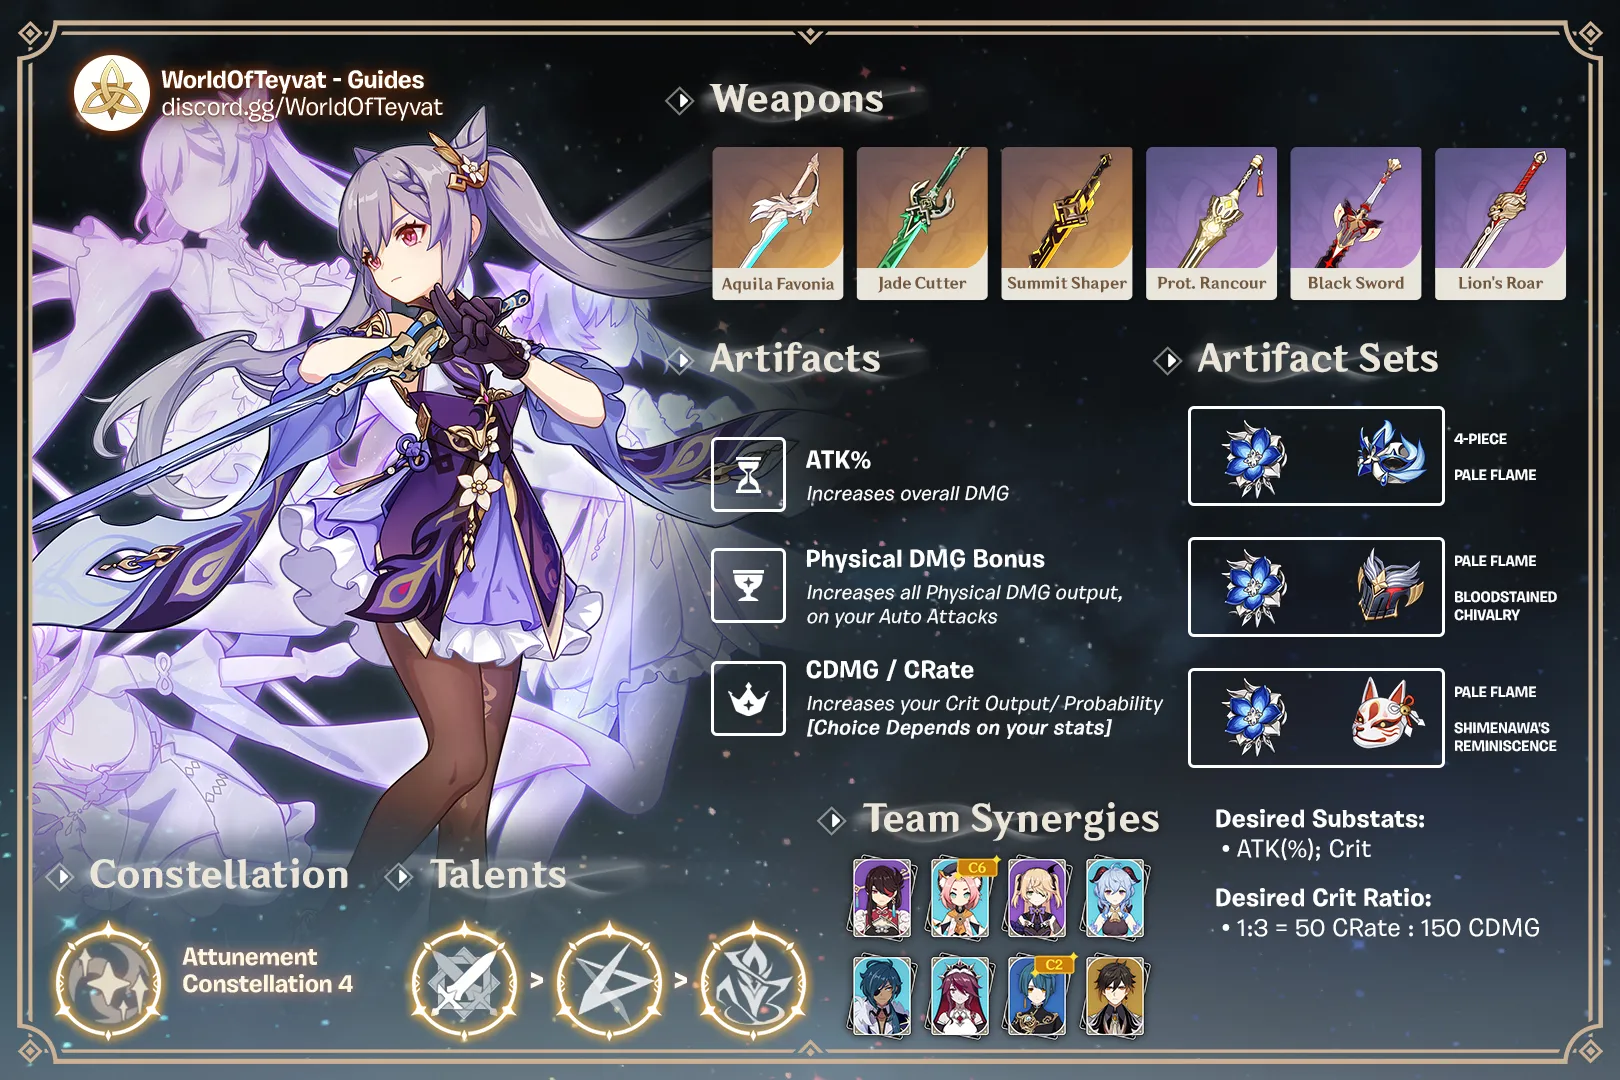 WorldOfTeyvat - Guides
discord.gg/WorldOfTeyvat
Weapons
Aquila Favonia
Jade Cutter
Summit Shaper
Prot. Rancour
Black Sword
Lion's Roar
Artifacts
ATK%
Increases overall DMG
Physical DMG Bonus
Increases all Physical DMG output,
on your Auto Attacks
CDMG / CRate
Increases your Crit Output/ Probability
[Choice Depends on your stats]
Artifact Sets
4-PIECE
PALE FLAME
PALE FLAME
BLOODSTAINED
CHIVALRY
PALE FLAME
SHIMENAWA'S
REMINISCENCE
Constellation
Attunement
Constellation 4
Talents
>
>
Team Synergies
C6
C2
Desired Substats:
• ATK(%); Crit
Desired Crit Ratio:
• 1:3 = 50 CRate : 150 CDMG